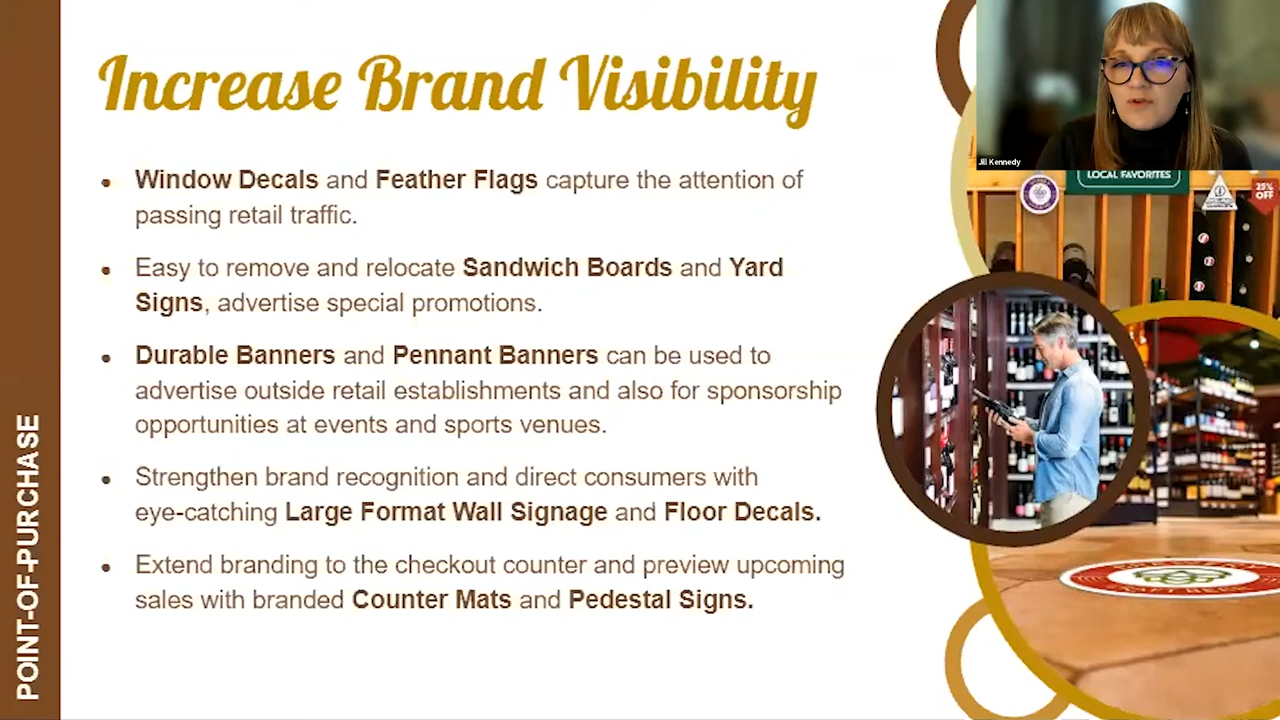 Increase Brand Visibility
• Window Decals and Feather Flags capture the attention of
passing retail traffic.
• Easy to remove and relocate Sandwich Boards and Yard
Signs, advertise special promotions.
• Durable Banners and Pennant Banners can be used to
advertise outside retail establishments and also for sponsorship
opportunities at events and sports venues.
• Strengthen brand recognition and direct consumers with
eye-catching Large Format Wall Signage and Floor Decals.
• Extend branding to the checkout counter and preview upcoming
sales with branded Counter Mats and Pedestal Signs.
POINT-OF-PURCHASE
Jill Kennedy
LOCAL FAVORITES
25%
OFF